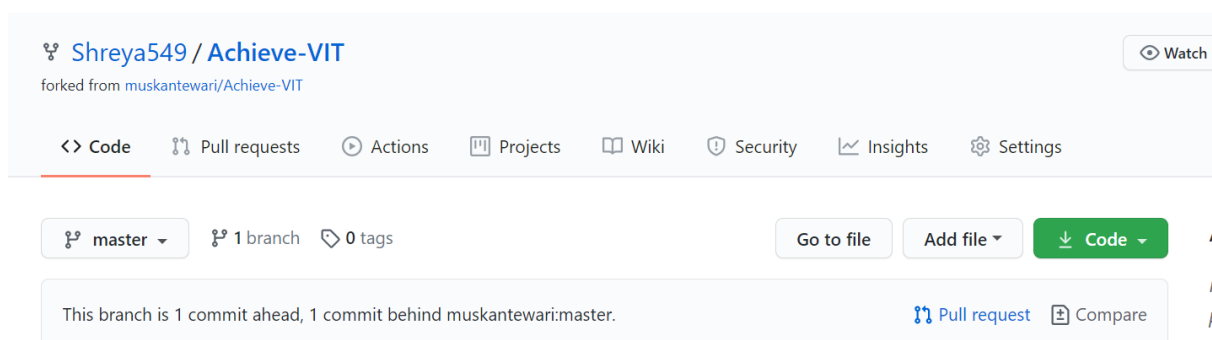 Shreya549 / Achieve-VIT
Watch
forked from muskantewari/Achieve-VIT
<> Code Pull requests Actions Projects Wiki Security Insights Settings
master 1 branch 0 tags Go to file Add file Code
This branch is 1 commit ahead, 1 commit behind muskantewari:master. Pull request Compare